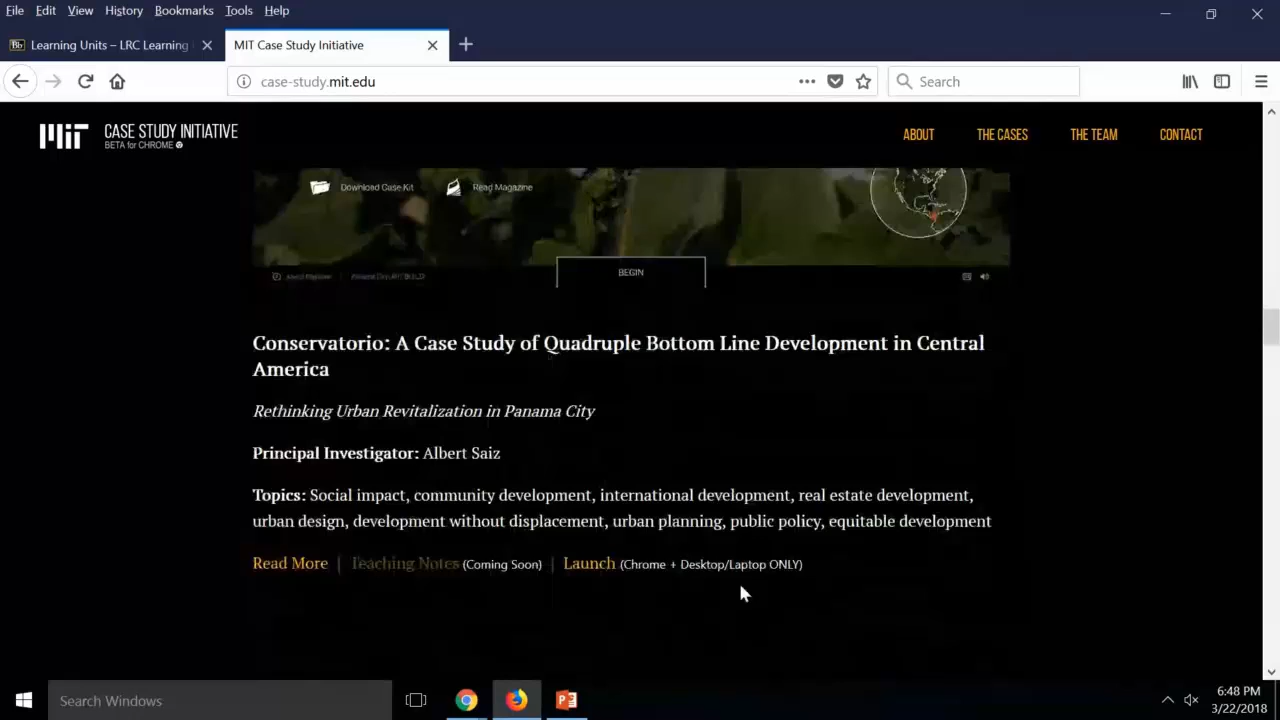 File Edit View History Bookmarks Tools Help
Bb Learning Units – LRC Learning
MIT Case Study Initiative
case-study.mit.edu
Search
MIT CASE STUDY INITIATIVE
BETA for CHROME
ABOUT THE CASES THE TEAM CONTACT
Download Case Kit Read Magazine
BEGIN
Conservatorio: A Case Study of Quadruple Bottom Line Development in Central
America
Rethinking Urban Revitalization in Panama City
Principal Investigator: Albert Saiz
Topics: Social impact, community development, international development, real estate development,
urban design, development without displacement, urban planning, public policy, equitable development
Read More | Teaching Notes (Coming Soon) | Launch (Chrome + Desktop/Laptop ONLY)
Search Windows
6:48 PM
3/22/2018